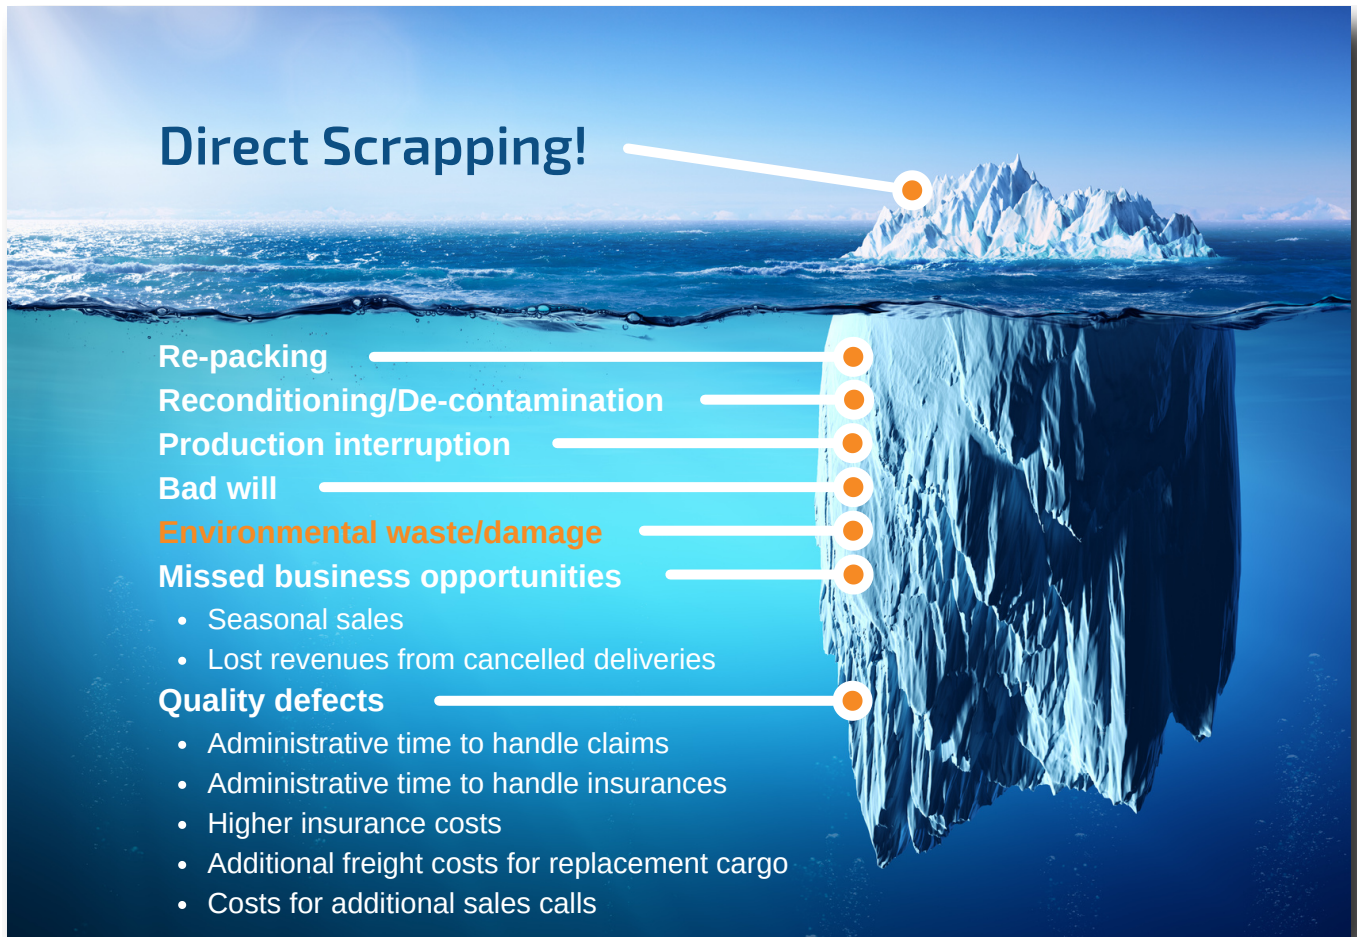 Direct Scrapping!
Re-packing
Reconditioning/De-contamination
Production interruption
Bad will
Environmental waste/damage
Missed business opportunities
• Seasonal sales
• Lost revenues from cancelled deliveries
Quality defects
• Administrative time to handle claims
• Administrative time to handle insurances
• Higher insurance costs
• Additional freight costs for replacement cargo
• Costs for additional sales calls